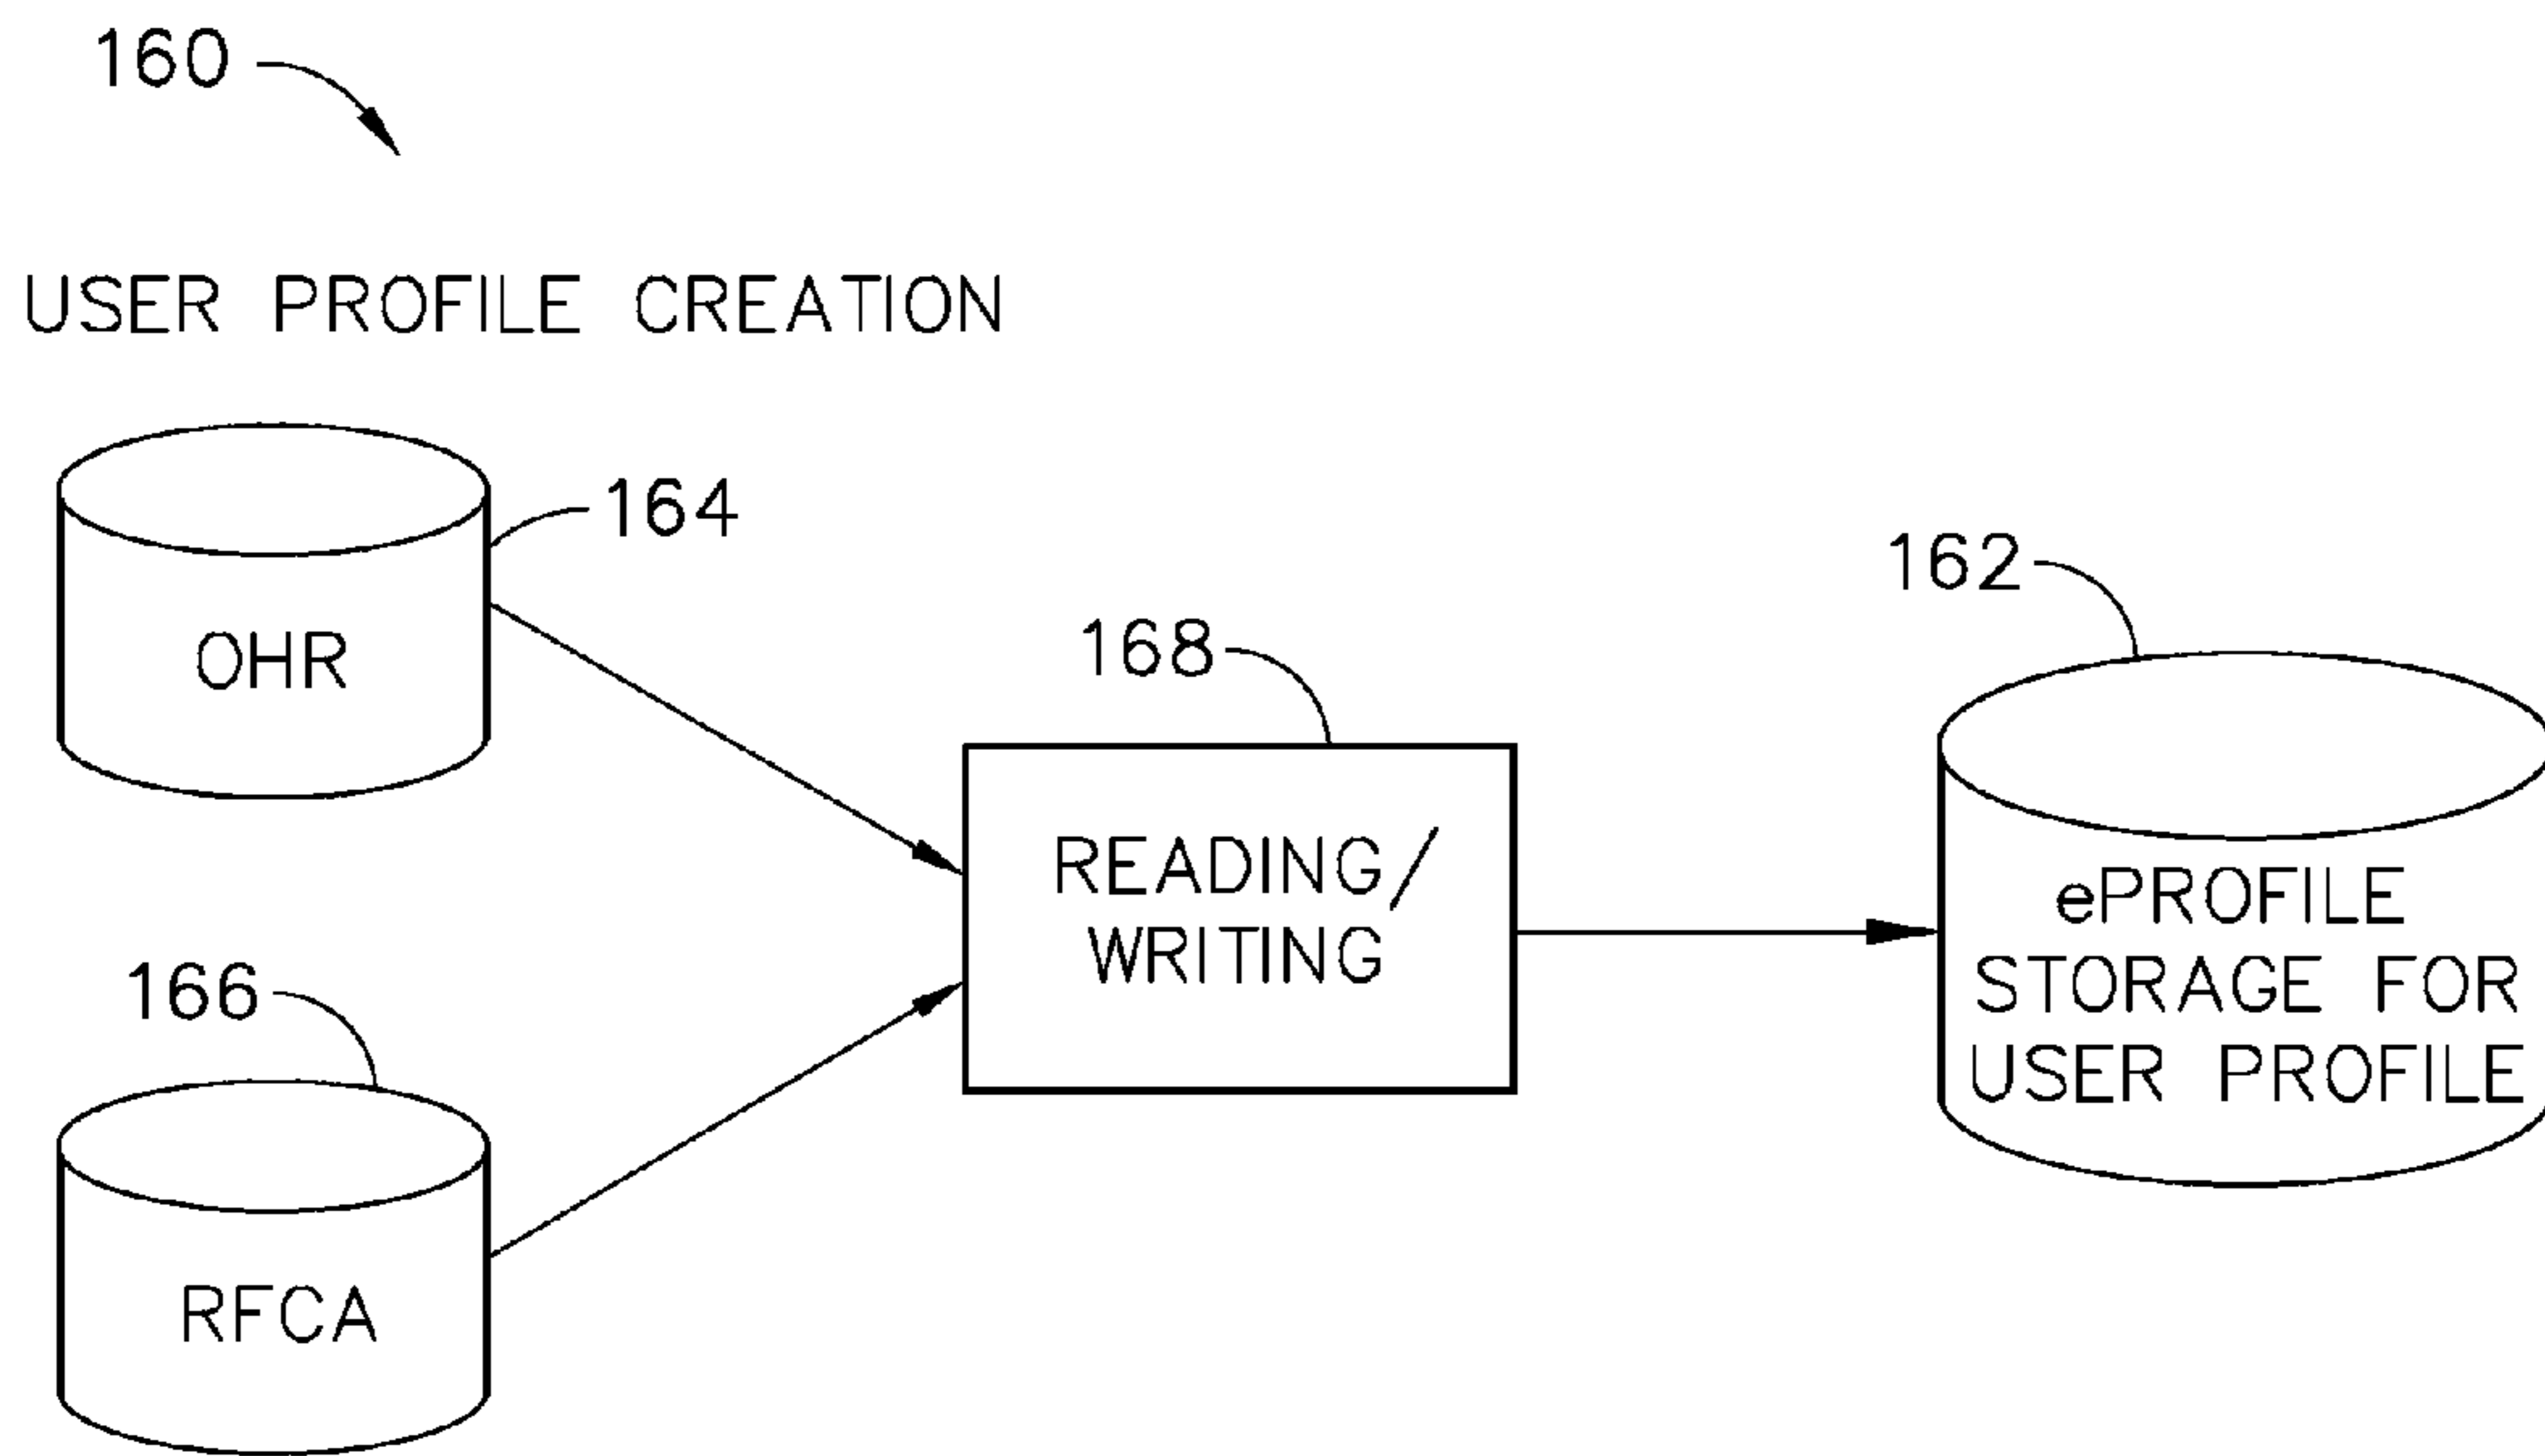 160
USER PROFILE CREATION
164
OHR
162
168
READING/
WRITING
ePROFILE
STORAGE FOR
USER PROFILE
166
RFCA